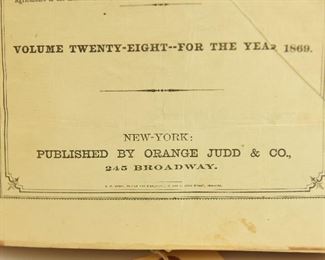 VOLUME TWENTY-EIGHT--FOR THE YEAR 1869.
NEW-YORK:
PUBLISHED BY ORANGE JUDD & CO.,
245 BROADWAY.